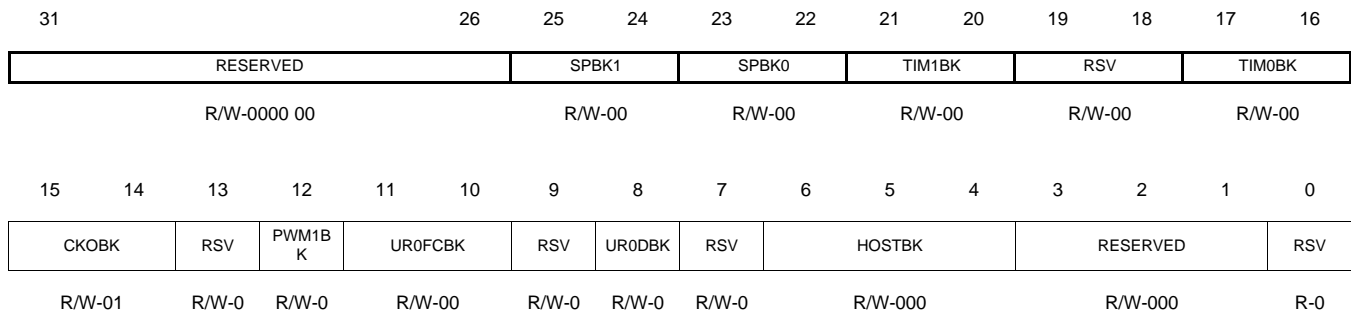 31 26 25 24 23 22 21 20 19 18 17 16
RESERVED SPBK1 SPBK0 TIM1BK RSV TIM0BK
R/W-0000 00 R/W-00 R/W-00 R/W-00 R/W-00 R/W-00
15 14 13 12 11 10 9 8 7 6 5 4 3 2 1 0
CKOBK RSV PWM1B
K UR0FCBK RSV UR0DBK RSV HOSTBK RESERVED RSV
R/W-01 R/W-0 R/W-0 R/W-00 R/W-0 R/W-0 R/W-0 R/W-000 R/W-000 R-0